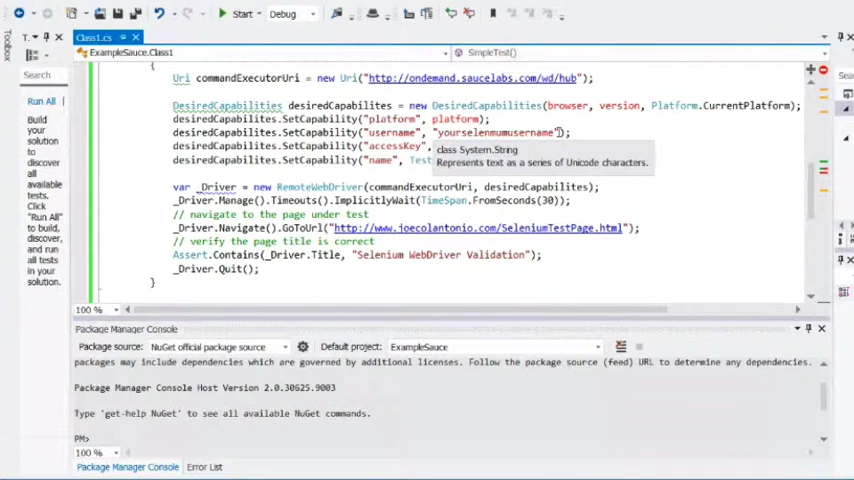 Start
Debug
Toolbox
T..
Class1.cs
ExampleSauce.Class1
SimpleTest()
Search
Run All
Build
your
solution
to
discover
all
available
tests.
Click
"Run All"
to build,
discover,
and run
all tests
in your
solution.
{
Uri commandExecutorUri = new Uri("http://ondemand.saucelabs.com/wd/hub");
DesiredCapabilities desiredCapabilites = new DesiredCapabilities(browser, version, Platform.CurrentPlatform);
desiredCapabilites.SetCapability("platform", platform);
desiredCapabilites.SetCapability("username", "yourselenmumusername");
desiredCapabilites.SetCapability("accessKey",
desiredCapabilites.SetCapability("name", Test
class System.String
Represents text as a series of Unicode characters.
var _Driver = new RemoteWebDriver(commandExecutorUri, desiredCapabilites);
_Driver.Manage().Timeouts().ImplicitlyWait(TimeSpan.FromSeconds(30));
// navigate to the page under test
_Driver.Navigate().GoToUrl("http://www.joecolantonio.com/SeleniumTestPage.html");
// verify the page title is correct
Assert.Contains(_Driver.Title, "Selenium WebDriver Validation");
_Driver.Quit();
}
100 %
Package Manager Console
Package source: NuGet official package source
Default project: ExampleSauce
packages may include dependencies which are governed by additional licenses. Follow the package source (feed) URL to determine any dependencies.
Package Manager Console Host Version 2.0.30625.9003
Type 'get-help NuGet' to see all available NuGet commands.
PM>
100 %
Package Manager Console
Error List